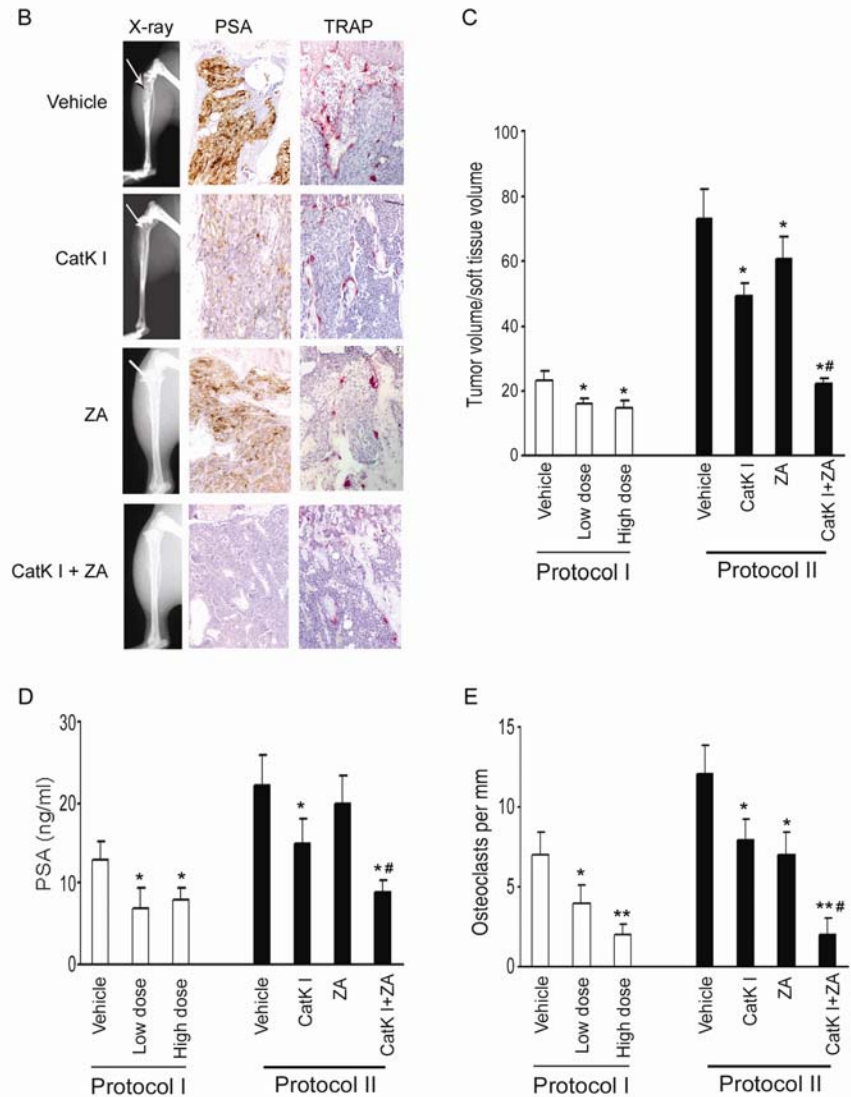 B
X-ray PSA TRAP
Vehicle
CatK I
ZA
CatK I + ZA
C
Tumor volume/soft tissue volume
100
80
60
40
20
0
*
*
*
*
*#
Vehicle
Low dose
High dose
Vehicle
CatK I
ZA
CatK I+ZA
Protocol I
Protocol II
D
PSA (ng/ml)
30
20
10
0
*
*
*
*#
Vehicle
Low dose
High dose
Vehicle
CatK I
ZA
CatK I+ZA
Protocol I
Protocol II
E
Osteoclasts per mm
15
10
5
0
*
**
*
*
**#
Vehicle
Low dose
High dose
Vehicle
CatK I
ZA
CatK I+ZA
Protocol I
Protocol II